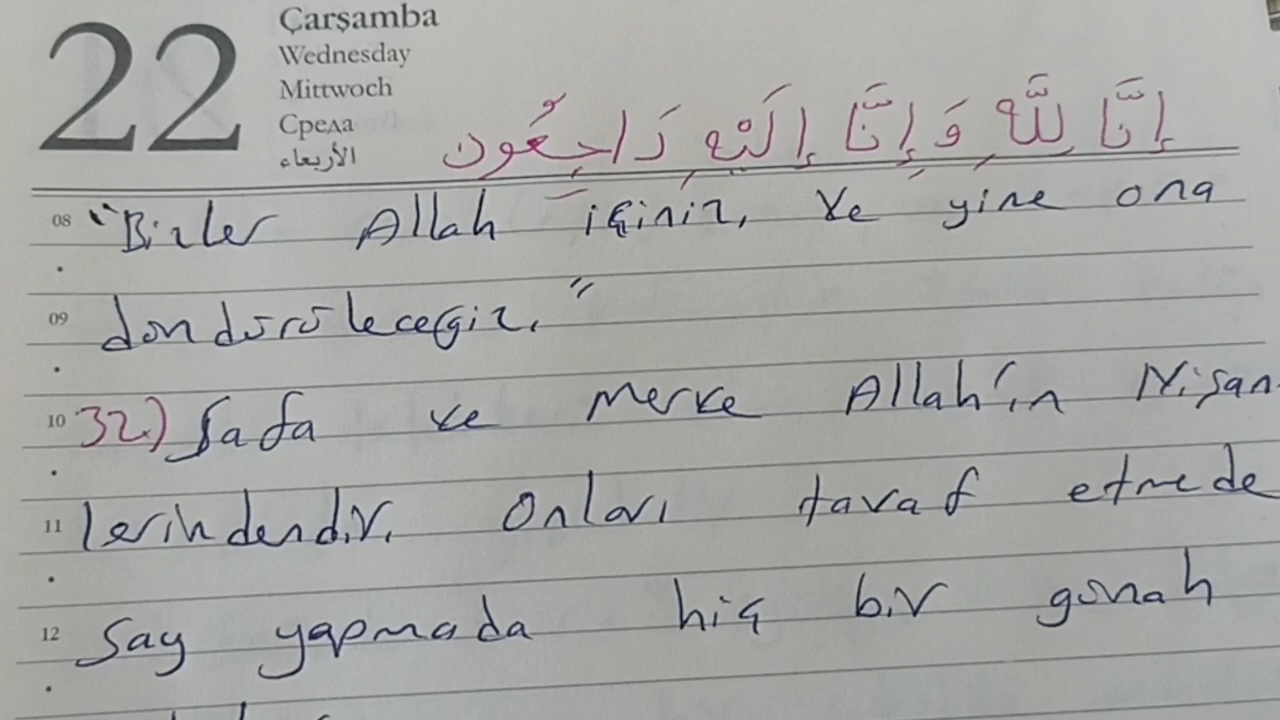 22
Çarşamba
Wednesday
Mittwoch
Среда
الأربعاء
إِنَّا لِلَّهِ وَ إِنَّا إِلَيْهِ رَاجِعُون
08 "Bizler Allah içiniz, ve yine ona
09 döndürüleceğiz."
10 32.) Safa ve Merve Allah'ın Nişan-
11 lerindendir. Onları tavaf etmede
12 Say yapmada hiç bir günah